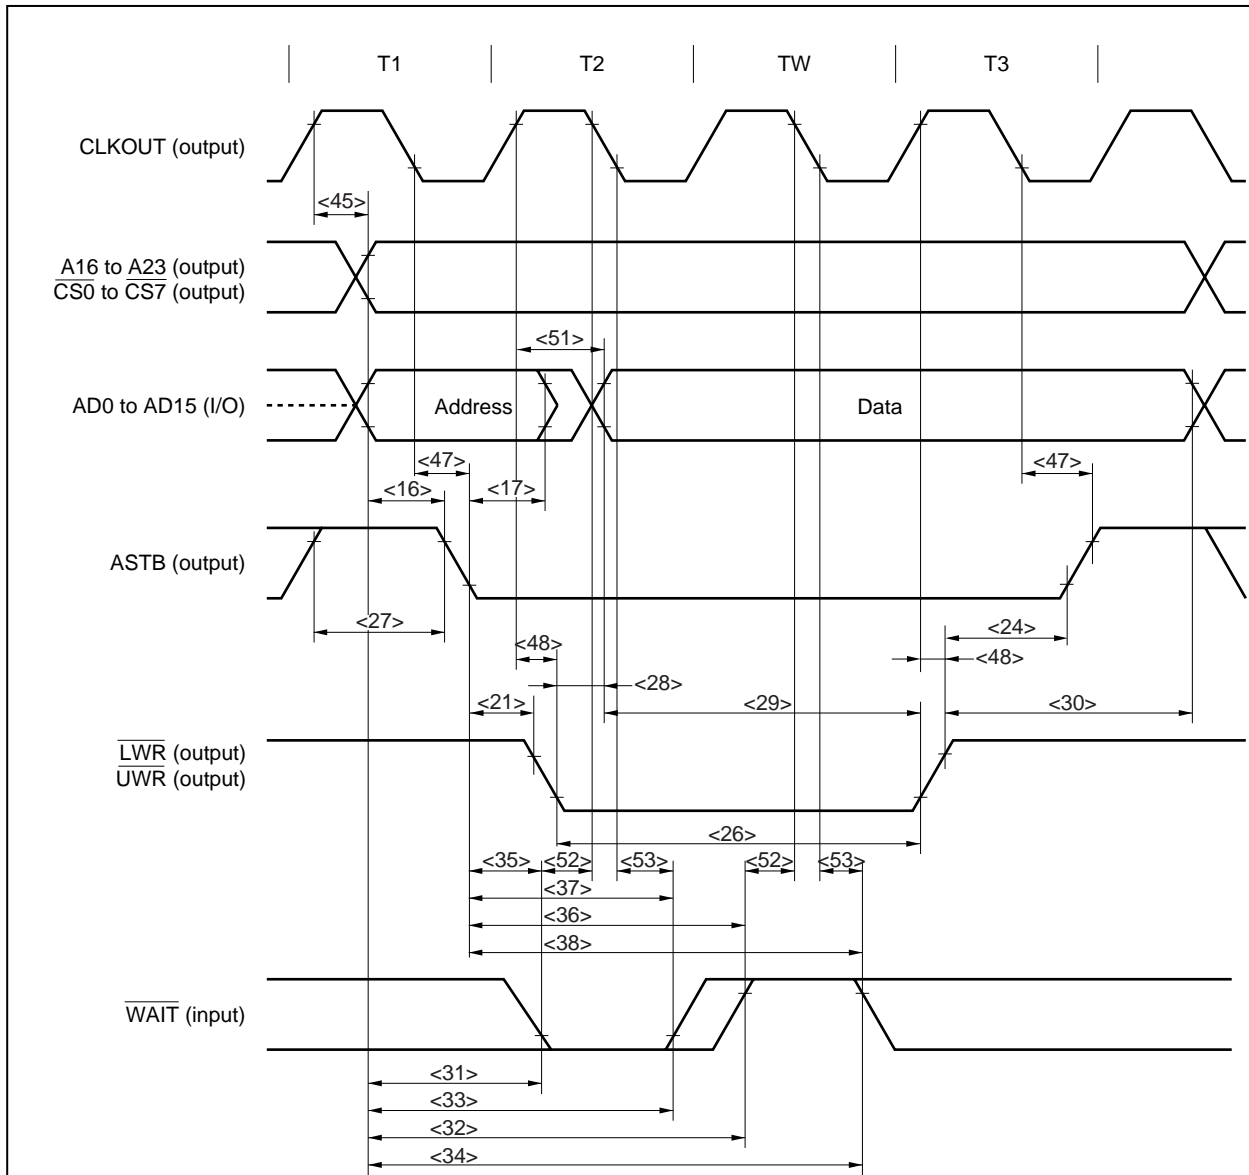 T1 T2 TW T3
CLKOUT (output)
<45>
A16 to A23 (output)
CS0 to CS7 (output)
<51>
AD0 to AD15 (I/O)
Address
Data
<47>
<47>
<16>
<17>
ASTB (output)
<27>
<24>
<48>
<48>
<28>
<21>
<29>
<30>
LWR (output)
UWR (output)
<26>
<35> <52> <53> <52> <53>
<37>
<36>
<38>
WAIT (input)
<31>
<33>
<32>
<34>